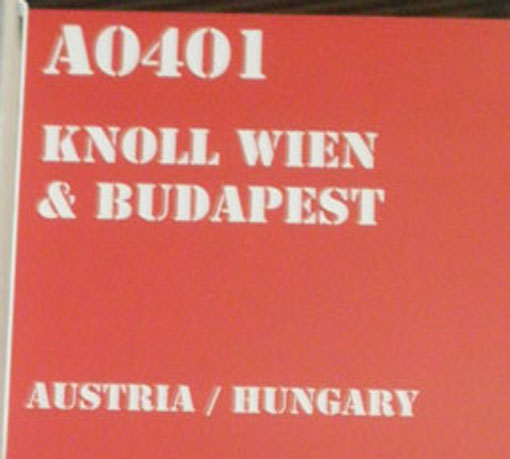 A0401
KNOLL WIEN
& BUDAPEST
AUSTRIA / HUNGARY